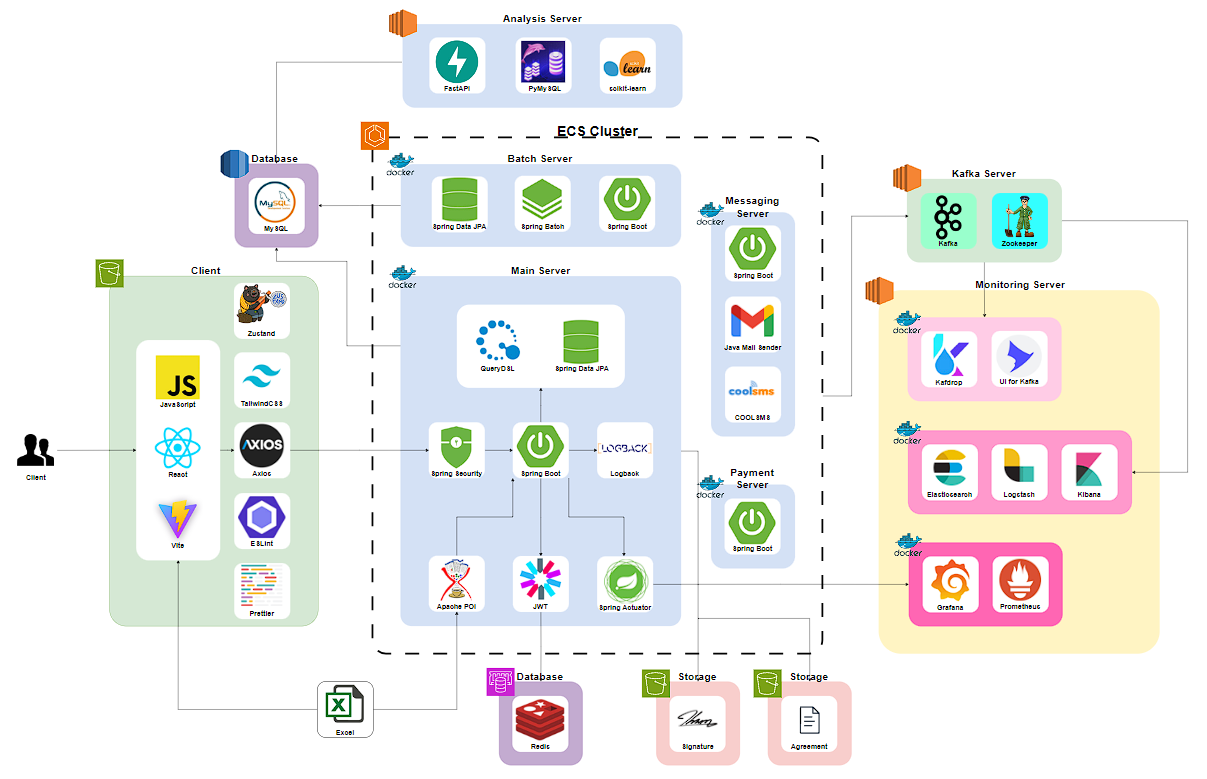 Analysis Server
FastAPI
PyMySQL
learn
scikit-learn
ECS Cluster
docker
Batch Server
Spring Data JPA
Spring Batch
Spring Boot
Database
MySQL
MySQL
docker
Messaging
Server
Spring Boot
Java Mail Sender
coolsms
COOLSMS
Kafka Server
Kafka
Zookeeper
Client
Zustand
JS
JavaScript
TailwindCSS
React
AXIOS
Axios
Vite
ESLint
Prettier
Client
docker
Main Server
QueryDSL
Spring Data JPA
Spring Security
Spring Boot
LOGBACK
Logback
Apache POI
JWT
Spring Actuator
docker
Payment
Server
Spring Boot
Monitoring Server
docker
Kafdrop
UI for Kafka
docker
Elasticsearch
Logstash
Kibana
docker
Grafana
Prometheus
X
Excel
Database
Redis
Storage
Signature
Storage
Agreement